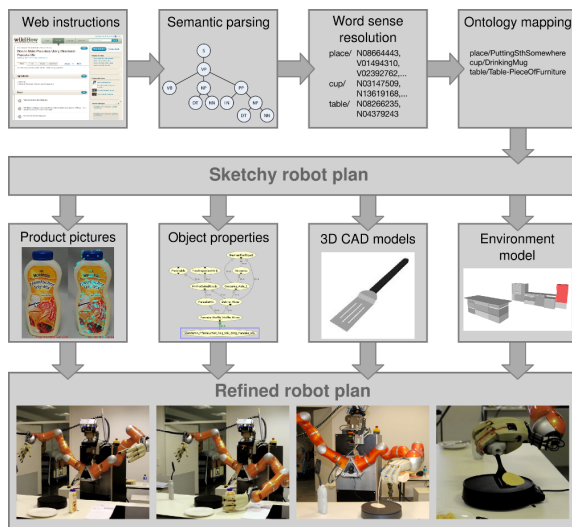 Web instructions
Semantic parsing
Word sense
resolution
Ontology mapping
wikiHow
S
VP
VB
NP
PP
DT
NN
IN
NP
DT
NN
place/ N08664443,
V01494310,
V02392762,...
cup/ N03147509,
N13619168,...
table/ N08266235,
N04379243
place/PuttingSthSomewhere
cup/DrinkingMug
table/Table-PieceOfFurniture
Sketchy robot plan
Product pictures
Object properties
3D CAD models
Environment
model
Refined robot plan